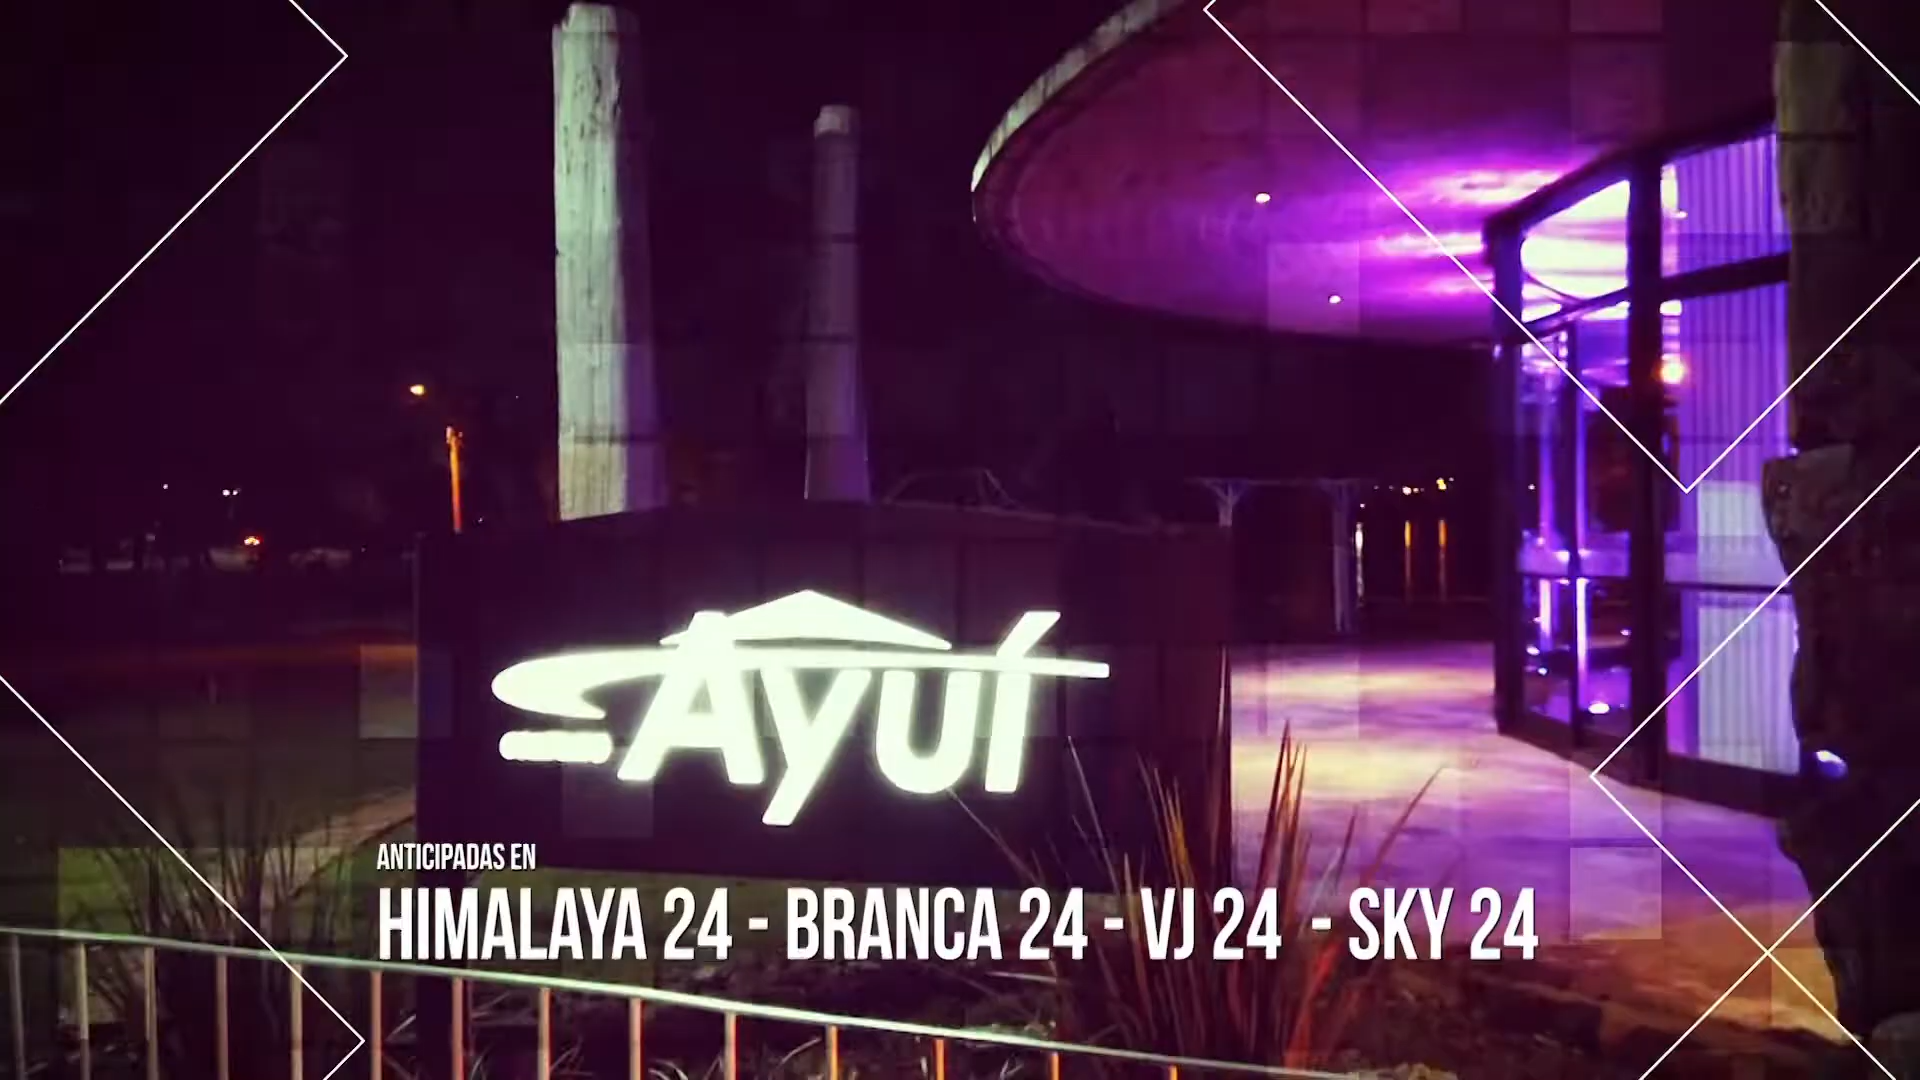 Ayuí
ANTICIPADAS EN
HIMALAYA 24 - BRANCA 24 - VJ 24 - SKY 24